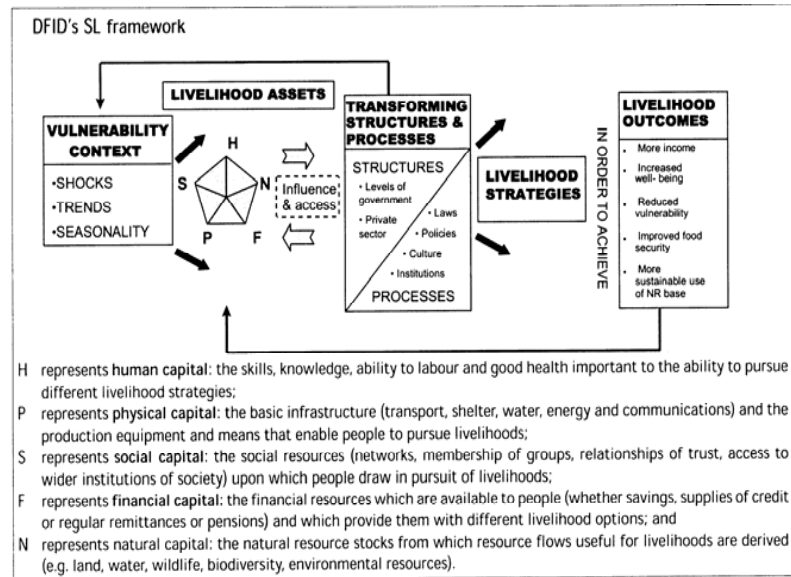 DFID's SL framework
LIVELIHOOD ASSETS
VULNERABILITY
CONTEXT
•SHOCKS
•TRENDS
•SEASONALITY
H
S
N
P
F
Influence
& access
TRANSFORMING
STRUCTURES &
PROCESSES
STRUCTURES
• Levels of
government
• Private
sector
• Laws
• Policies
• Culture
• Institutions
PROCESSES
LIVELIHOOD
STRATEGIES
IN ORDER TO ACHIEVE
LIVELIHOOD
OUTCOMES
• More income
• Increased
well- being
• Reduced
vulnerability
• Improved food
security
• More
sustainable use
of NR base
H represents human capital: the skills, knowledge, ability to labour and good health important to the ability to pursue
different livelihood strategies;
P represents physical capital: the basic infrastructure (transport, shelter, water, energy and communications) and the
production equipment and means that enable people to pursue livelihoods;
S represents social capital: the social resources (networks, membership of groups, relationships of trust, access to
wider institutions of society) upon which people draw in pursuit of livelihoods;
F represents financial capital: the financial resources which are available to people (whether savings, supplies of credit
or regular remittances or pensions) and which provide them with different livelihood options; and
N represents natural capital: the natural resource stocks from which resource flows useful for livelihoods are derived
(e.g. land, water, wildlife, biodiversity, environmental resources).